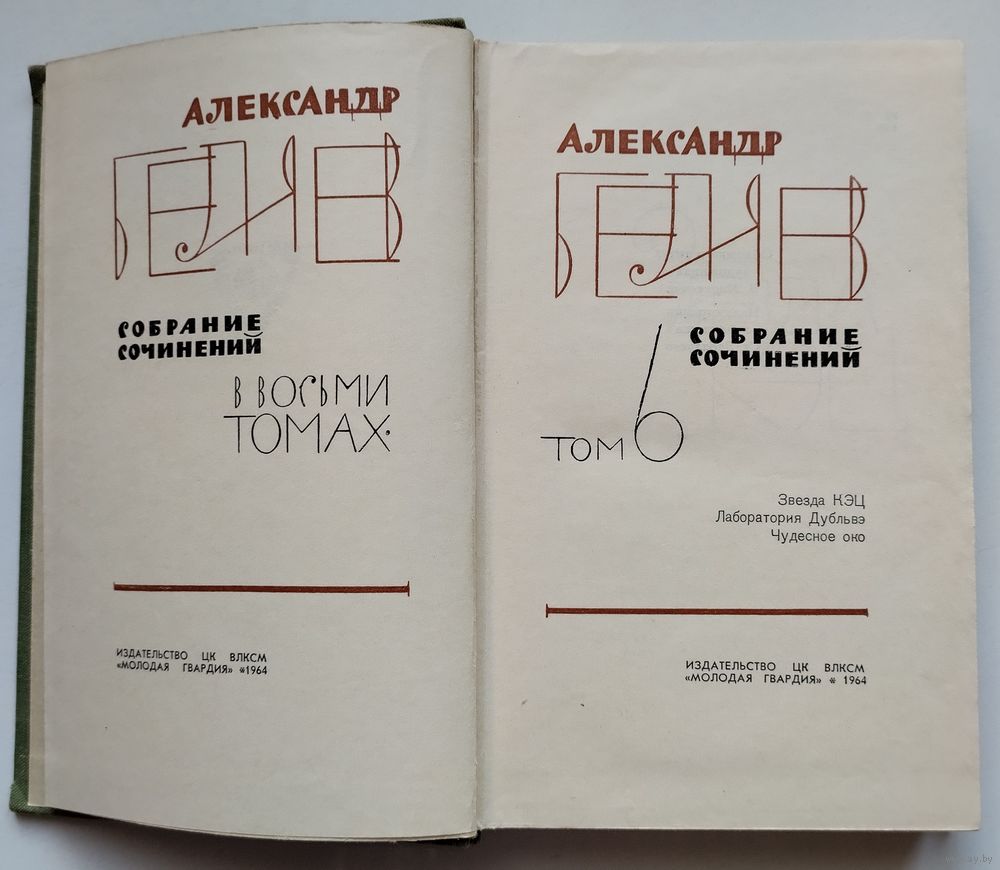 АЛЕКСАНДР
БЕЛЯЕВ
СОБРАНИЕ
СОЧИНЕНИЙ
В ВОСЬМИ
ТОМАХ.
ИЗДАТЕЛЬСТВО ЦК ВЛКСМ
«МОЛОДАЯ ГВАРДИЯ» * 1964
АЛЕКСАНДР
БЕЛЯЕВ
СОБРАНИЕ
СОЧИНЕНИЙ
ТОМ 6
Звезда КЭЦ
Лаборатория Дубльвэ
Чудесное око
ИЗДАТЕЛЬСТВО ЦК ВЛКСМ
«МОЛОДАЯ ГВАРДИЯ» * 1964